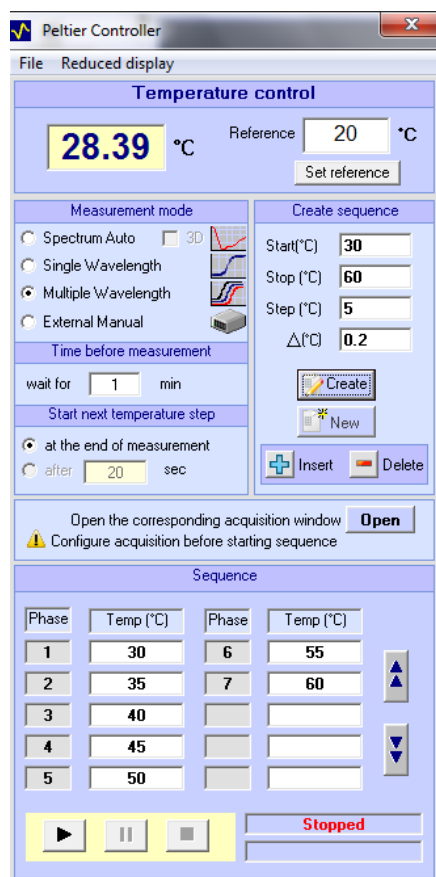 Peltier Controller
x
File Reduced display
Temperature control
28.39 °C
Reference 20 °C
Set reference
Measurement mode
Spectrum Auto 3D
Single Wavelength
Multiple Wavelength
External Manual
Time before measurement
wait for 1 min
Start next temperature step
at the end of measurement
after 20 sec
Create sequence
Start(°C) 30
Stop (°C) 60
Step (°C) 5
△(°C) 0.2
Create
New
Insert Delete
Open the corresponding acquisition window Open
Configure acquisition before starting sequence
Sequence
Phase Temp (°C) Phase Temp (°C)
1 30 6 55
2 35 7 60
3 40
4 45
5 50
Stopped